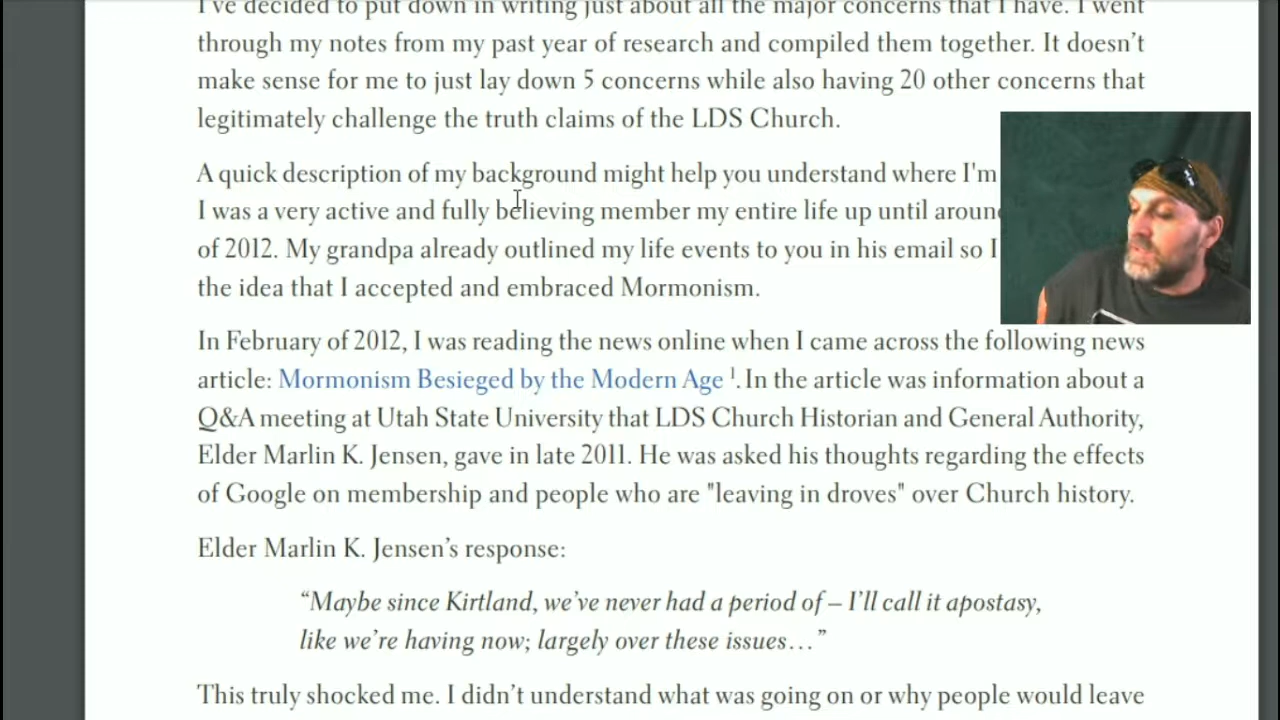 I've decided to put down in writing just about all the major concerns that I have. I went
through my notes from my past year of research and compiled them together. It doesn't
make sense for me to just lay down 5 concerns while also having 20 other concerns that
legitimately challenge the truth claims of the LDS Church.
A quick description of my background might help you understand where I'm
I was a very active and fully believing member my entire life up until
of 2012. My grandpa already outlined my life events to you in his email so I
the idea that I accepted and embraced Mormonism.
In February of 2012, I was reading the news online when I came across the following news
article: Mormonism Besieged by the Modern Age 1. In the article was information about a
Q&A meeting at Utah State University that LDS Church Historian and General Authority,
Elder Marlin K. Jensen, gave in late 2011. He was asked his thoughts regarding the effects
of Google on membership and people who are "leaving in droves" over Church history.
Elder Marlin K. Jensen's response:
“Maybe since Kirtland, we've never had a period of – I'll call it apostasy,
like we're having now; largely over these issues…”
This truly shocked me. I didn't understand what was going on or why people would leave